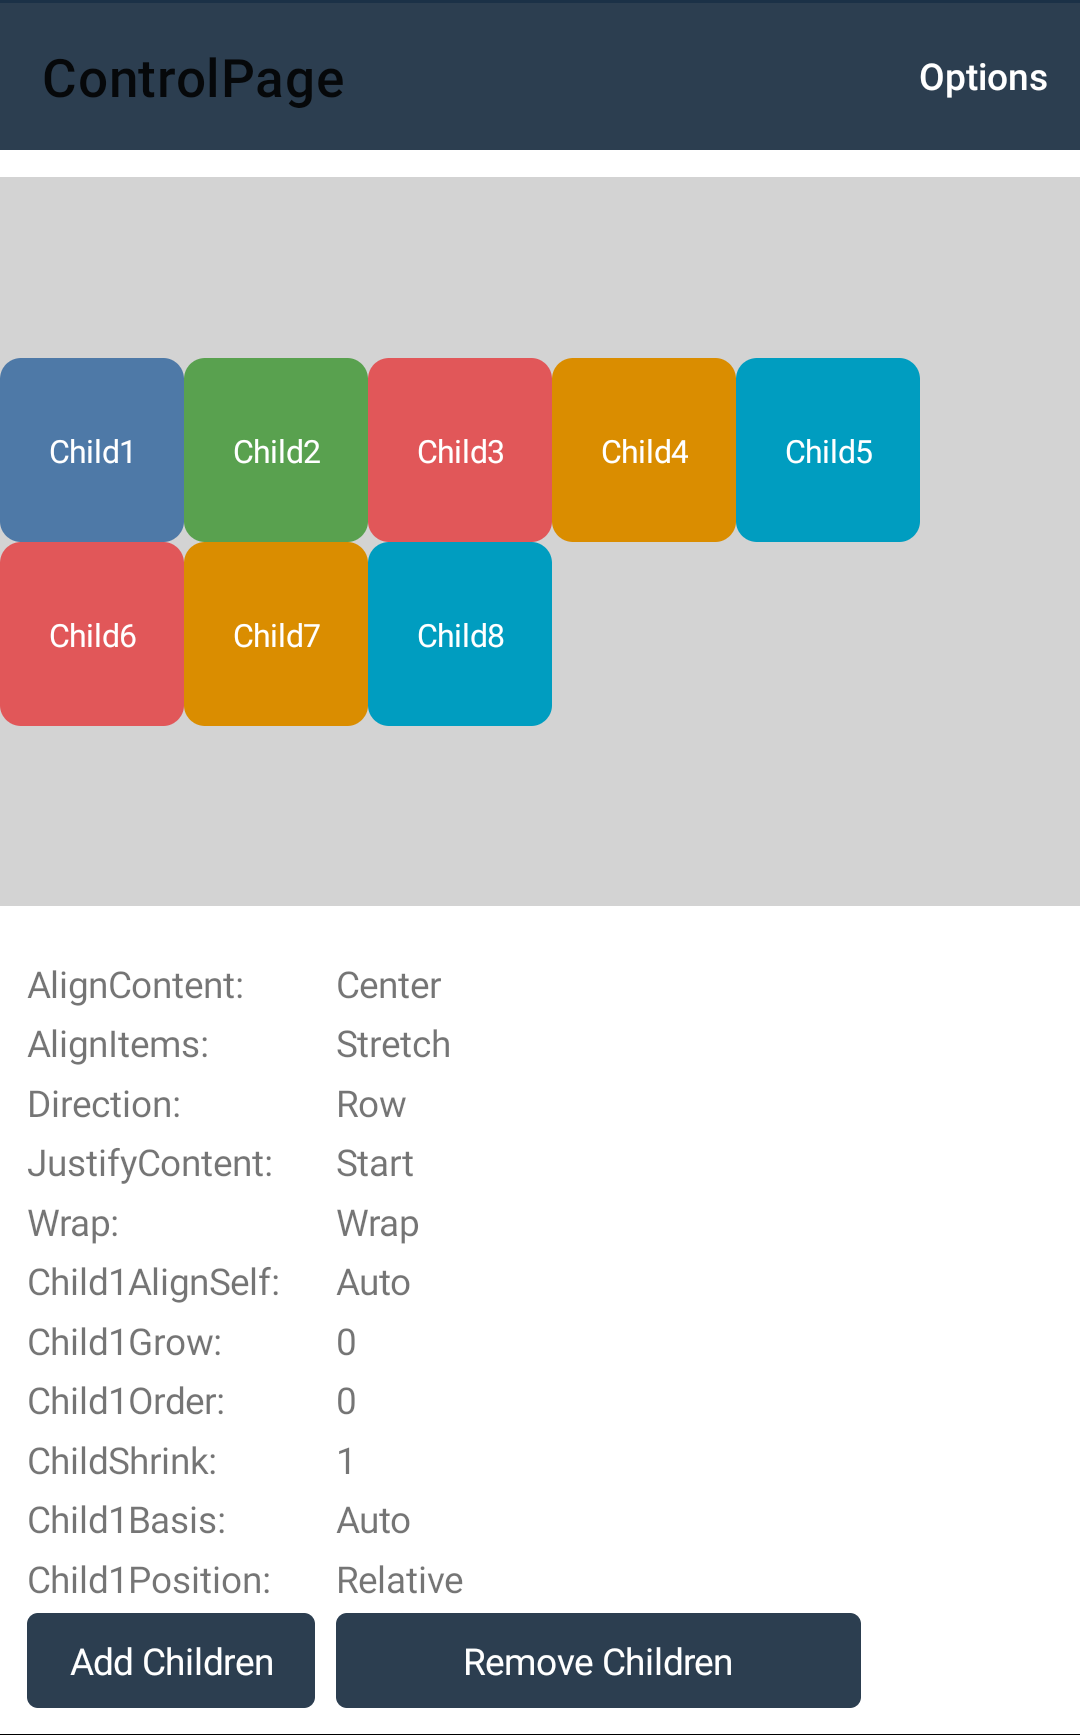 ControlPage Options
Child1 Child2 Child3 Child4 Child5
Child6 Child7 Child8
AlignContent: Center
AlignItems: Stretch
Direction: Row
JustifyContent: Start
Wrap: Wrap
Child1AlignSelf: Auto
Child1Grow: 0
Child1Order: 0
ChildShrink: 1
Child1Basis: Auto
Child1Position: Relative
Add Children Remove Children